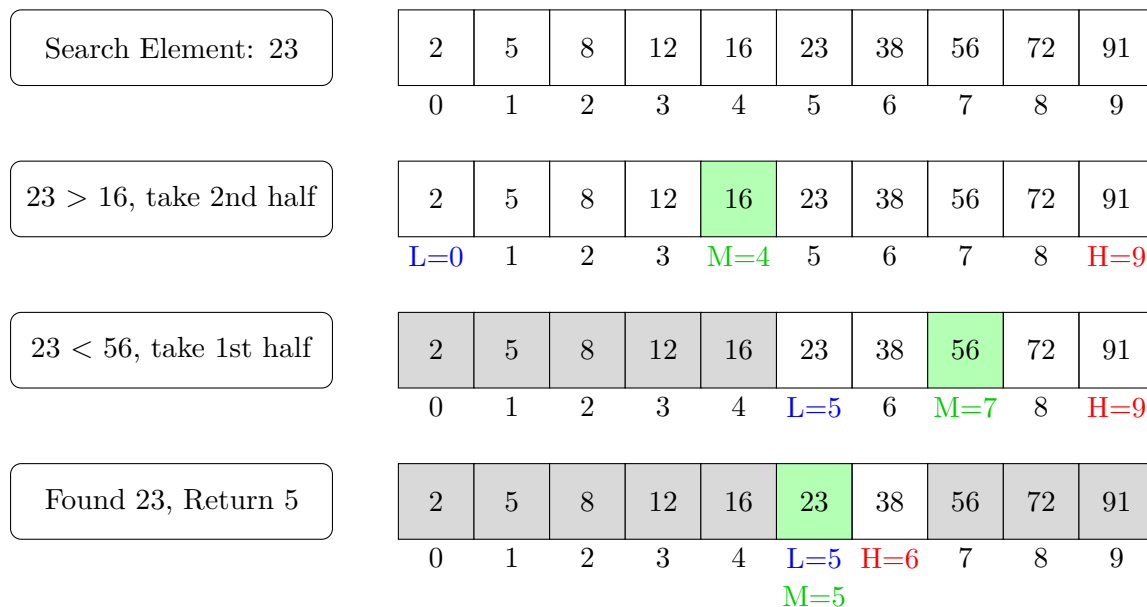 Search Element: 23
2 5 8 12 16 23 38 56 72 91
0 1 2 3 4 5 6 7 8 9
23 > 16, take 2nd half
2 5 8 12 16 23 38 56 72 91
L=0 1 2 3 M=4 5 6 7 8 H=9
23 < 56, take 1st half
2 5 8 12 16 23 38 56 72 91
0 1 2 3 4 L=5 6 M=7 8 H=9
Found 23, Return 5
2 5 8 12 16 23 38 56 72 91
0 1 2 3 4 L=5 H=6 7 8 9
M=5